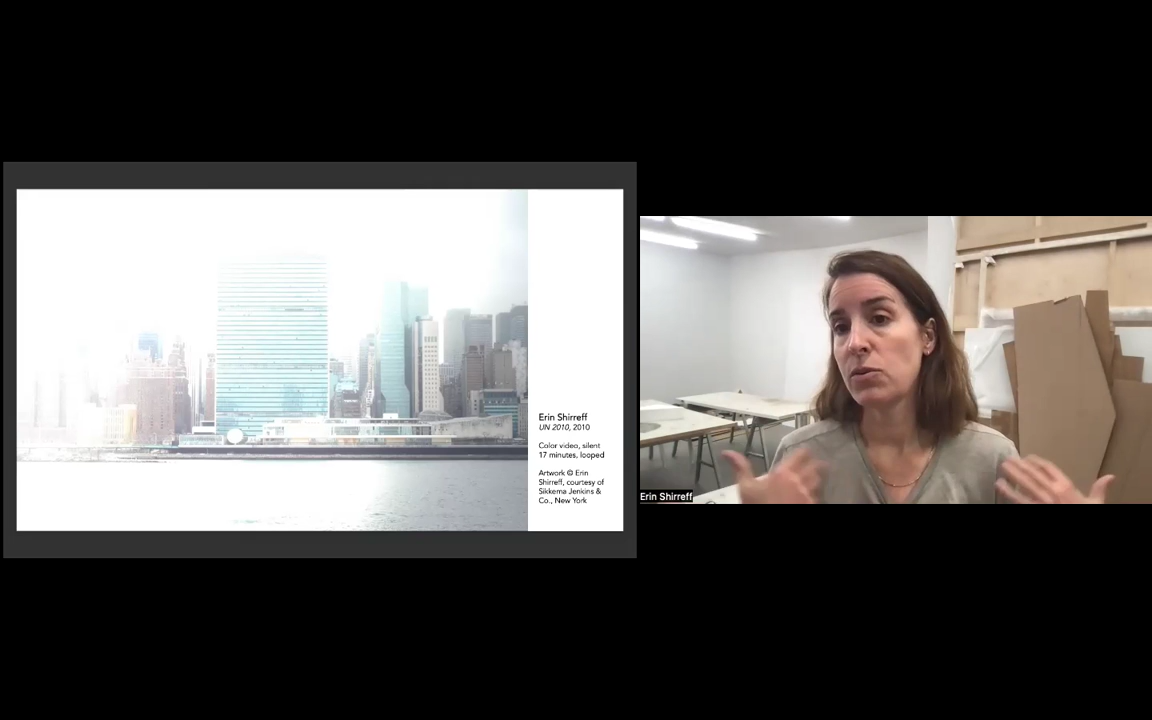 Erin Shirreff
UN 2010, 2010
Color video, silent
17 minutes, looped
Artwork © Erin
Shirreff, courtesy of
Sikkema Jenkins &
Co., New York
Erin Shirreff